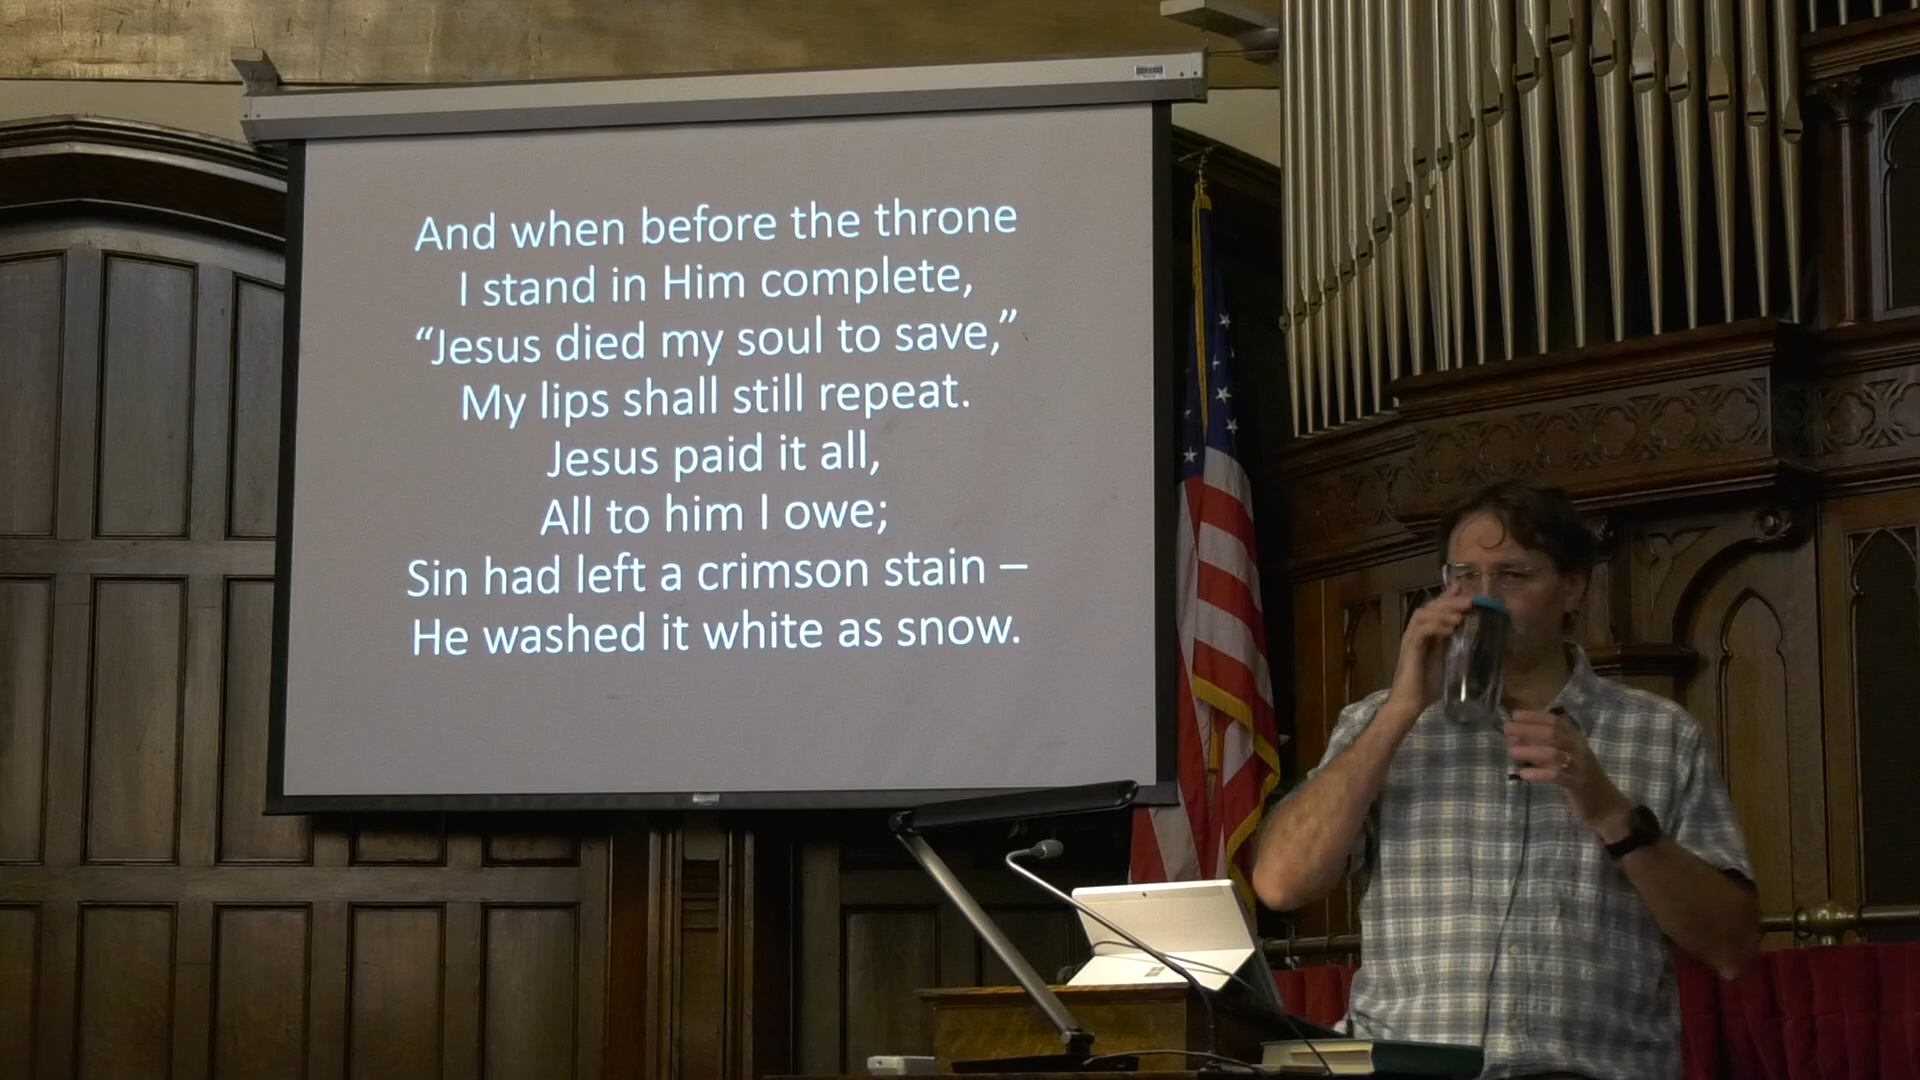 And when before the throne
I stand in Him complete,
“Jesus died my soul to save,”
My lips shall still repeat.
Jesus paid it all,
All to him I owe;
Sin had left a crimson stain –
He washed it white as snow.